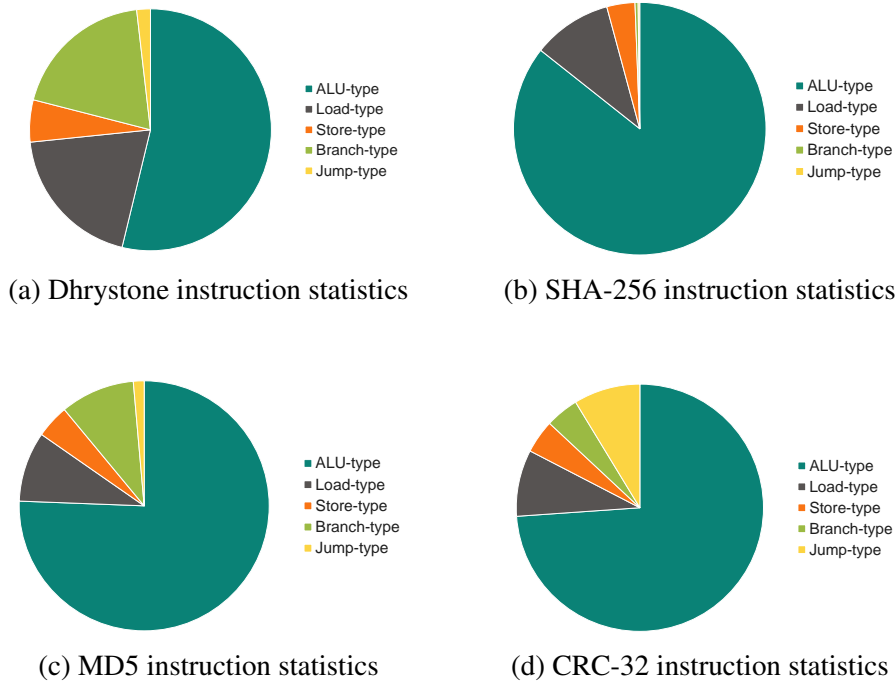 ALU-type
Load-type
Store-type
Branch-type
Jump-type
(a) Dhrystone instruction statistics
ALU-type
Load-type
Store-type
Branch-type
Jump-type
(b) SHA-256 instruction statistics
ALU-type
Load-type
Store-type
Branch-type
Jump-type
(c) MD5 instruction statistics
ALU-type
Load-type
Store-type
Branch-type
Jump-type
(d) CRC-32 instruction statistics